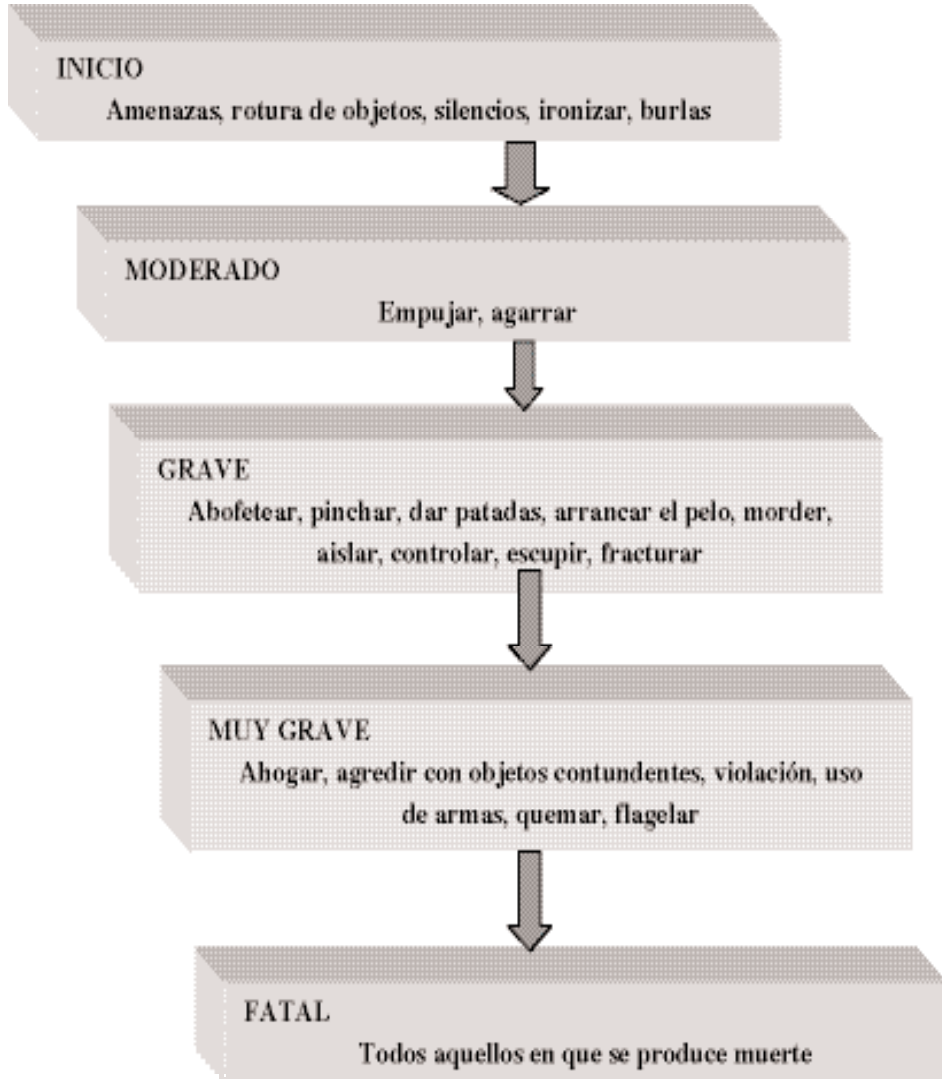 INICIO
Amenazas, rotura de objetos, silencios, ironizar, burlas
MODERADO
Empujar, agarrar
GRAVE
Abofetear, pinchar, dar patadas, arrancar el pelo, morder,
aislar, controlar, escupir, fracturar
MUY GRAVE
Ahogar, agredir con objetos contundentes, violación, uso
de armas, quemar, flagelar
FATAL
Todos aquellos en que se produce muerte